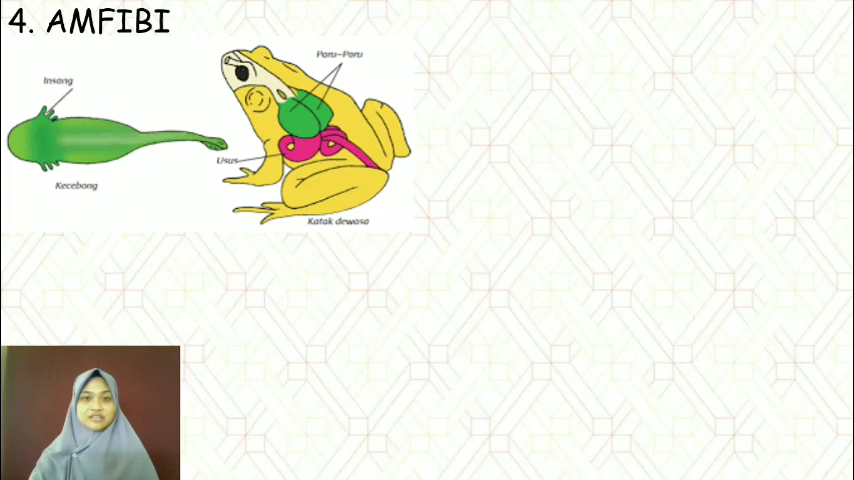 4. AMFIBI
Paru-Paru
Insang
Usus
Kecebong
Katak dewasa